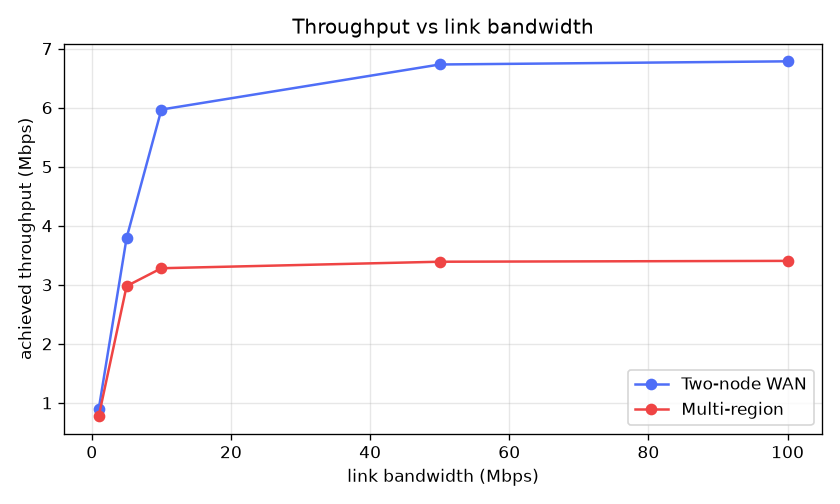 Throughput vs link bandwidth
achieved throughput (Mbps)
7
6
5
4
3
2
1
0 20 40 60 80 100
link bandwidth (Mbps)
Two-node WAN
Multi-region